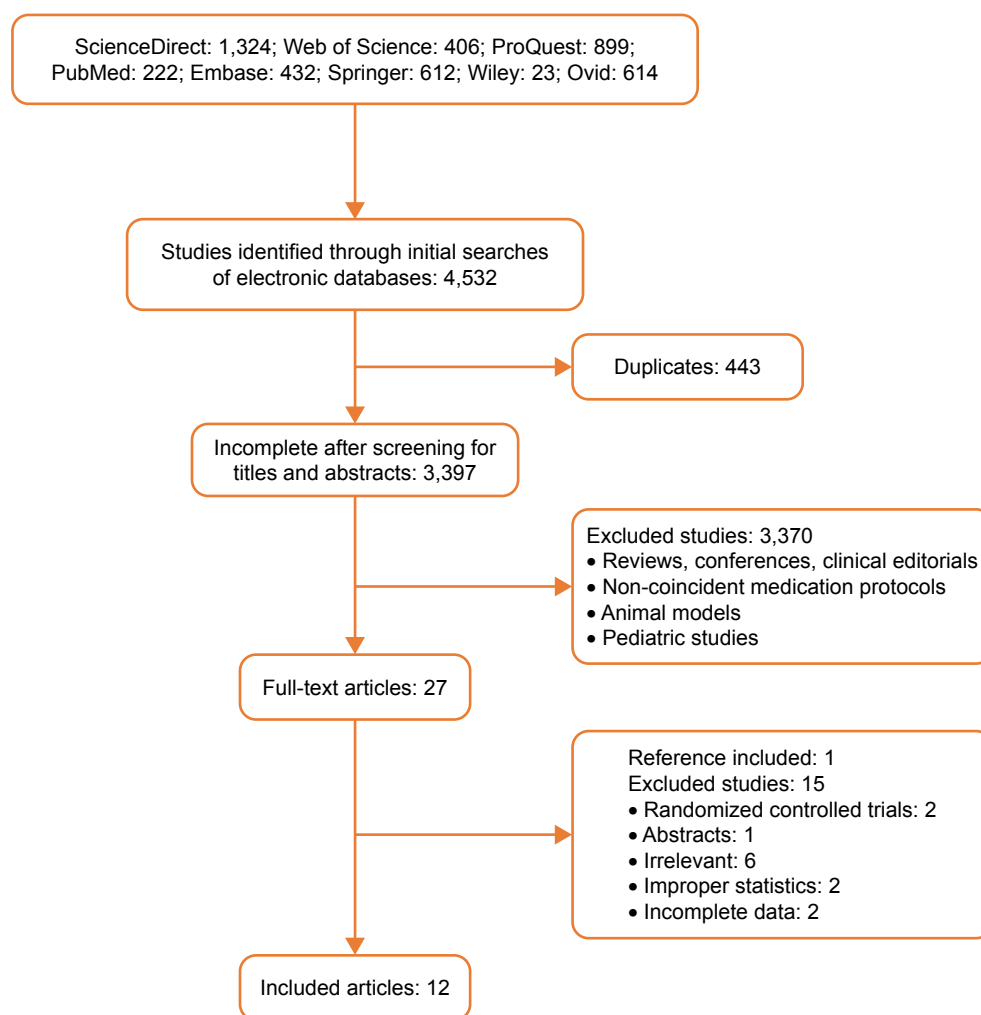 ScienceDirect: 1,324; Web of Science: 406; ProQuest: 899;
PubMed: 222; Embase: 432; Springer: 612; Wiley: 23; Ovid: 614
Studies identified through initial searches
of electronic databases: 4,532
Duplicates: 443
Incomplete after screening for
titles and abstracts: 3,397
Excluded studies: 3,370
• Reviews, conferences, clinical editorials
• Non-coincident medication protocols
• Animal models
• Pediatric studies
Full-text articles: 27
Reference included: 1
Excluded studies: 15
• Randomized controlled trials: 2
• Abstracts: 1
• Irrelevant: 6
• Improper statistics: 2
• Incomplete data: 2
Included articles: 12